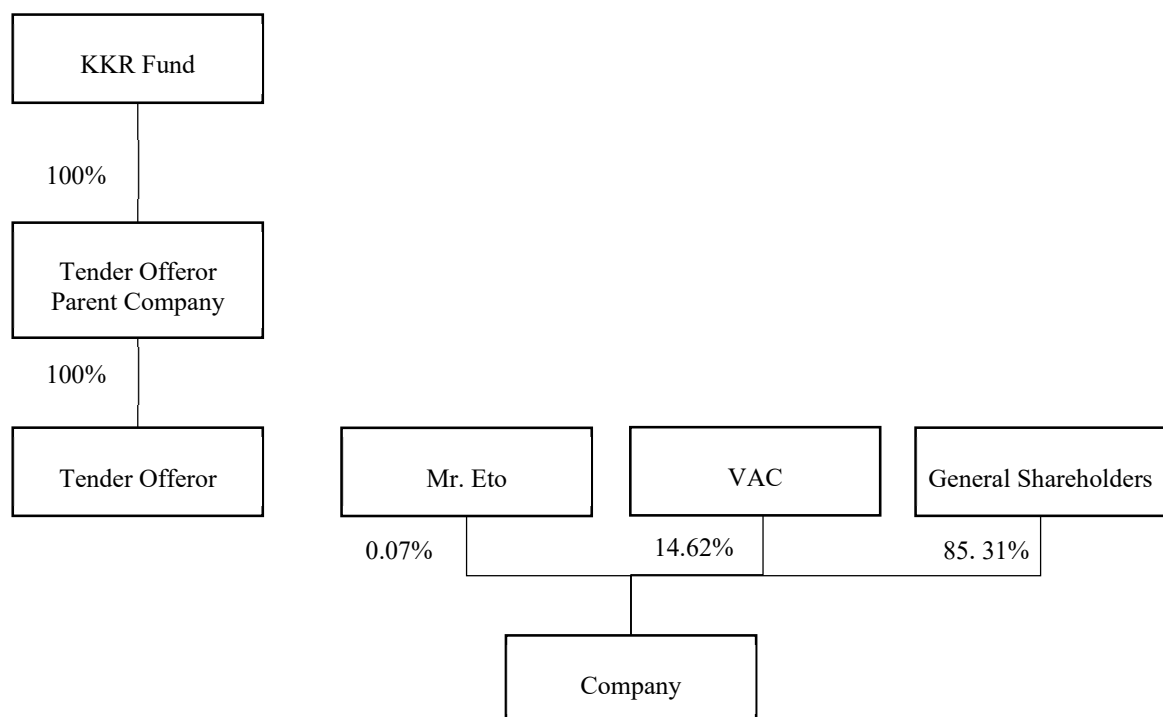 KKR Fund
100%
Tender Offeror
Parent Company
100%
Tender Offeror
Mr. Eto
VAC
General Shareholders
0.07%
14.62%
85. 31%
Company